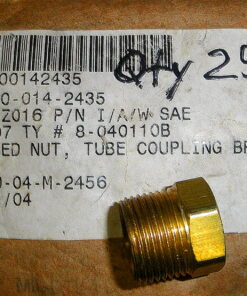 00142435
Qty 25
0-014-2435
Z016 P/N I/A/W SAE
07 TY # 8-040110B
ED NUT, TUBE COUPLING BR
-04-M-2456
/04